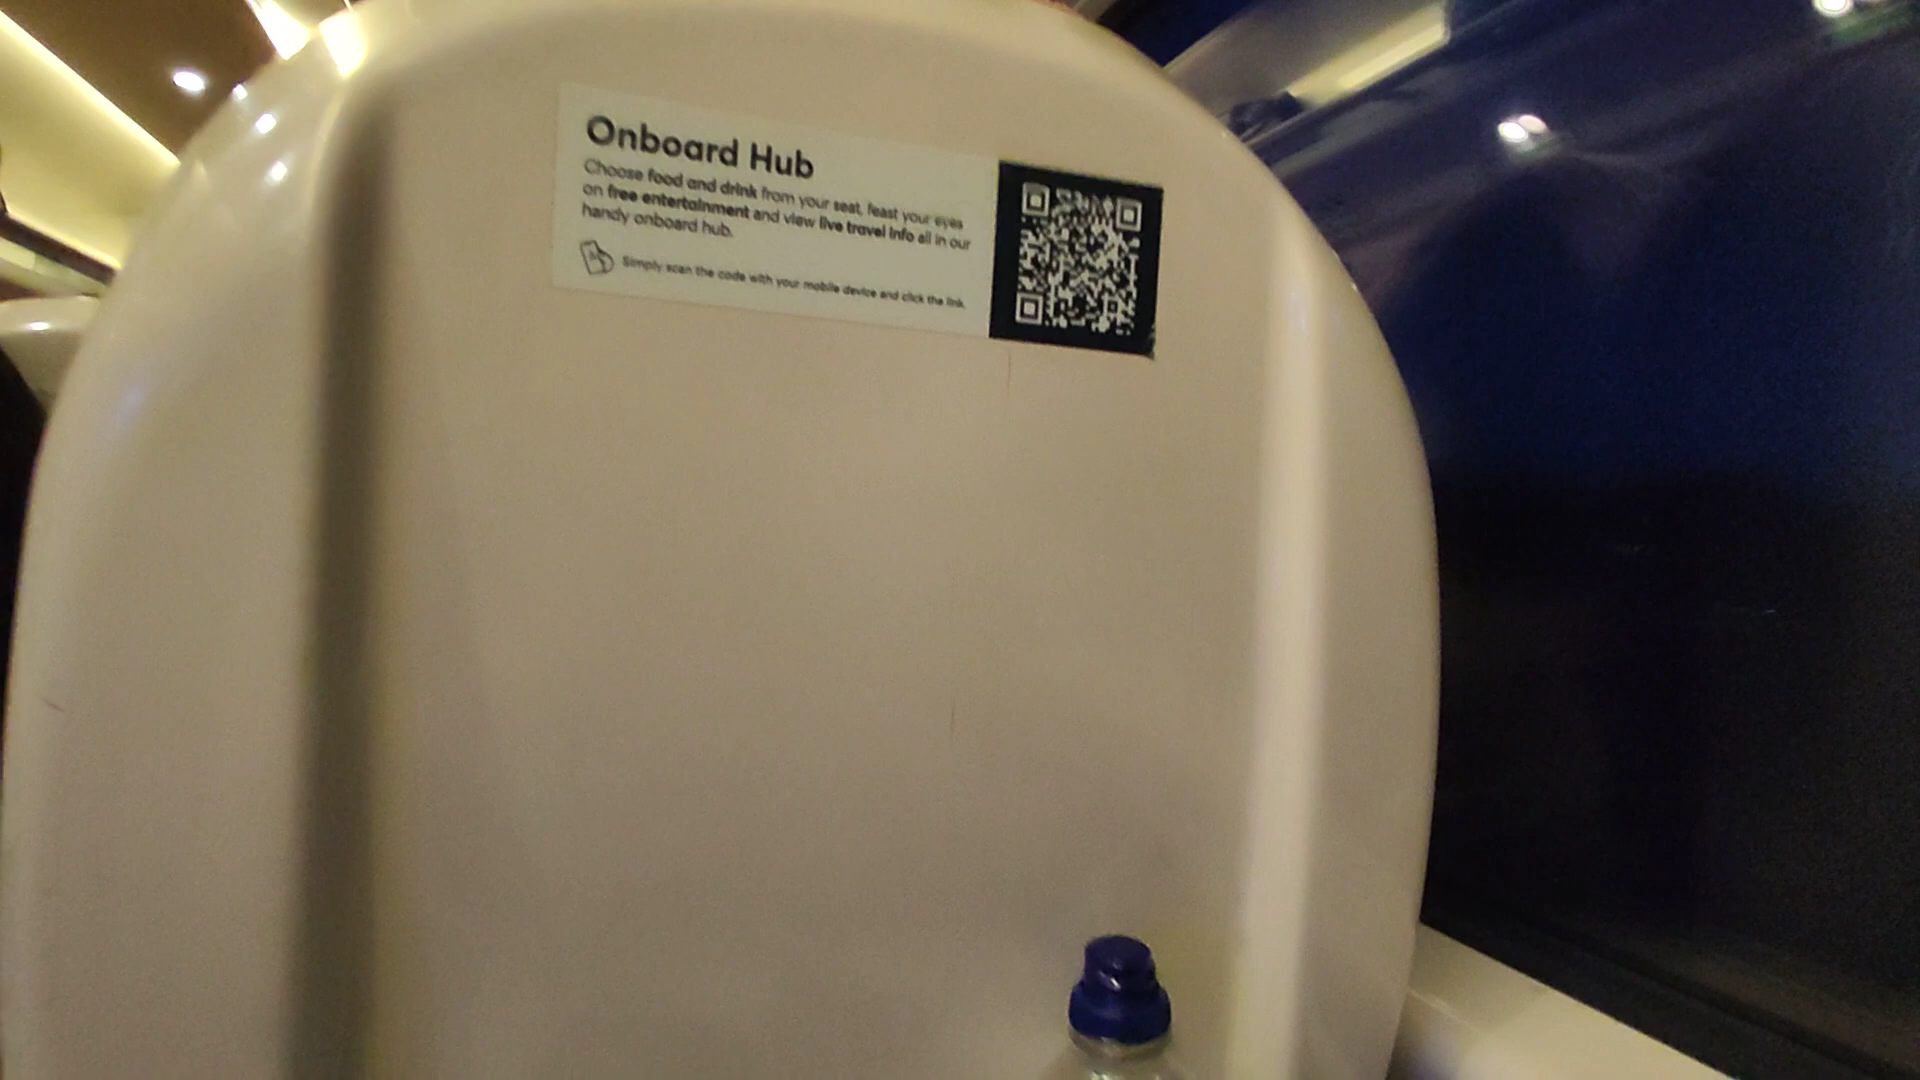 Onboard Hub
Choose food and drink from your seat, feast your eyes
on free entertainment and view live travel info all in our
handy onboard hub.
Simply scan the code with your mobile device and click the link.